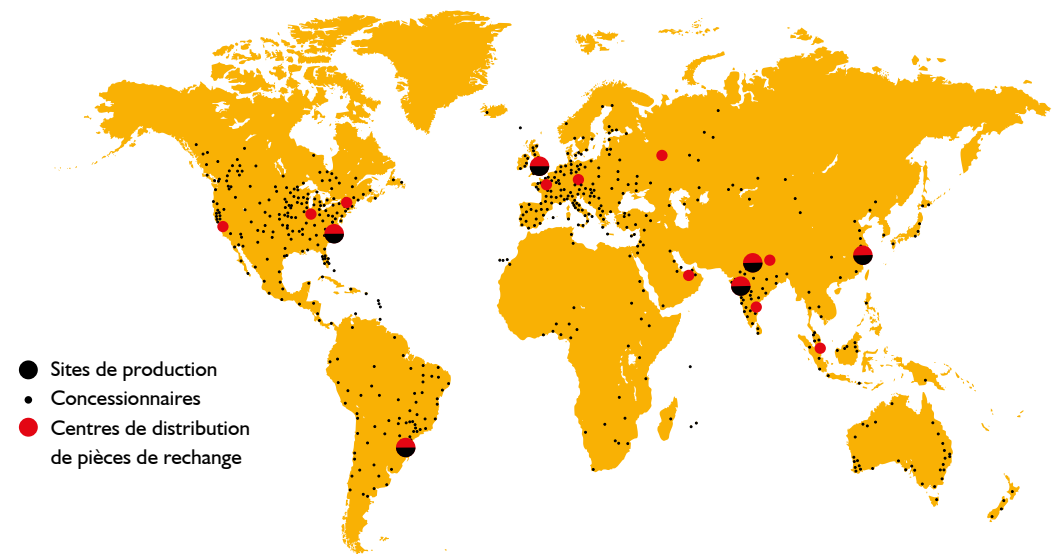 Sites de production
Concessionnaires
Centres de distribution
de pièces de rechange